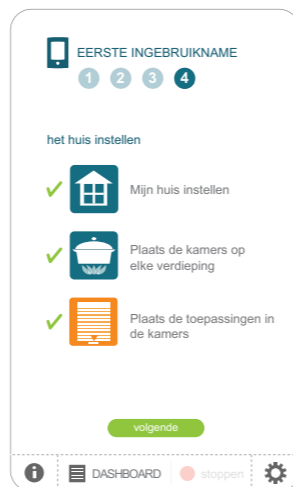 EERSTE INGEBRUIKNAME
1 2 3 4
het huis instellen
Mijn huis instellen
Plaats de kamers op
elke verdieping
Plaats de toepassingen in
de kamers
volgende
i DASHBOARD stoppen